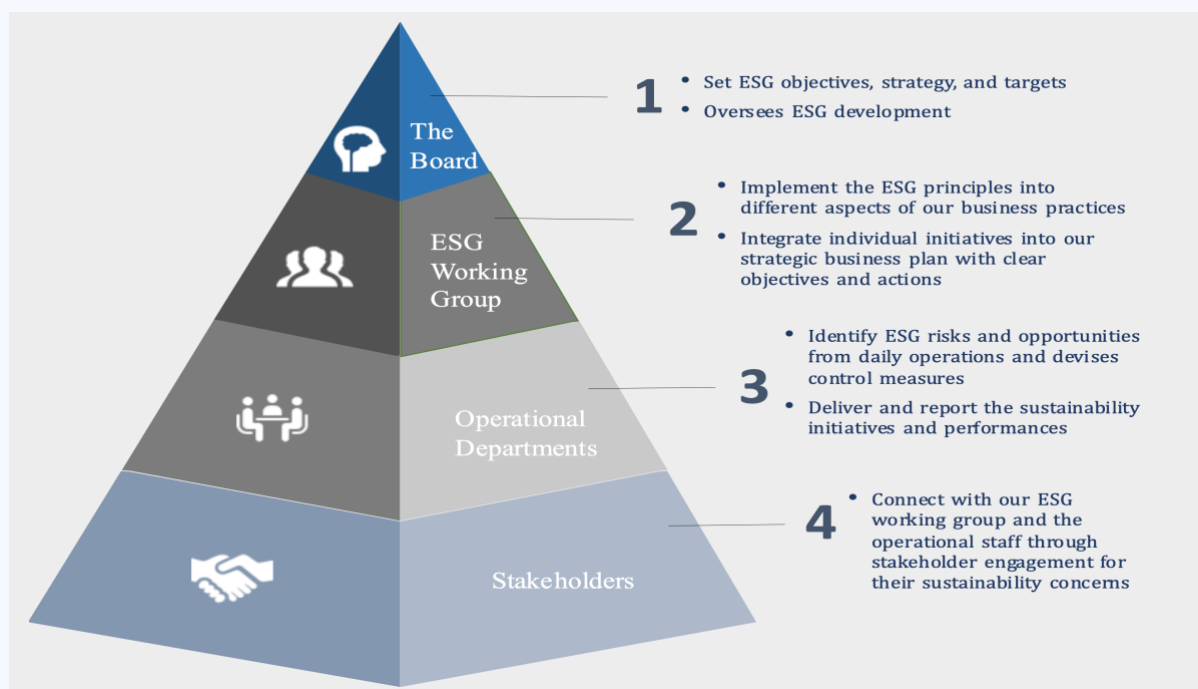 The
Board
1
• Set ESG objectives, strategy, and targets
• Oversees ESG development
ESG
Working
Group
2
• Implement the ESG principles into
different aspects of our business practices
• Integrate individual initiatives into our
strategic business plan with clear
objectives and actions
Operational
Departments
3
• Identify ESG risks and opportunities
from daily operations and devises
control measures
• Deliver and report the sustainability
initiatives and performances
Stakeholders
4
• Connect with our ESG
working group and the
operational staff through
stakeholder engagement for
their sustainability concerns